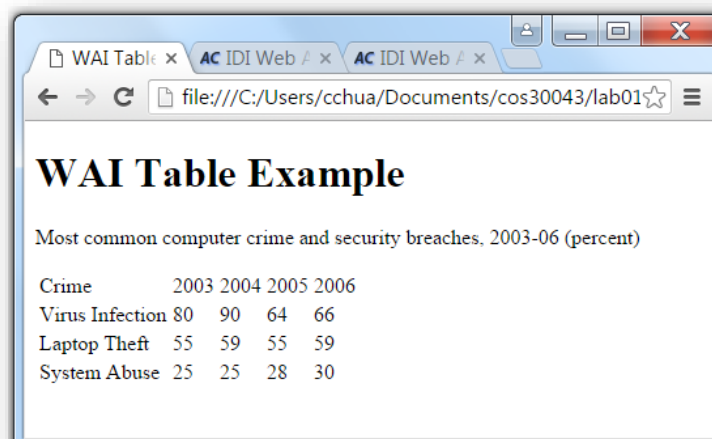 WAI Table
AC IDI Web
AC IDI Web
file:///C:/Users/cchua/Documents/cos30043/lab01
WAI Table Example
Most common computer crime and security breaches, 2003-06 (percent)
Crime 2003 2004 2005 2006
Virus Infection 80 90 64 66
Laptop Theft 55 59 55 59
System Abuse 25 25 28 30